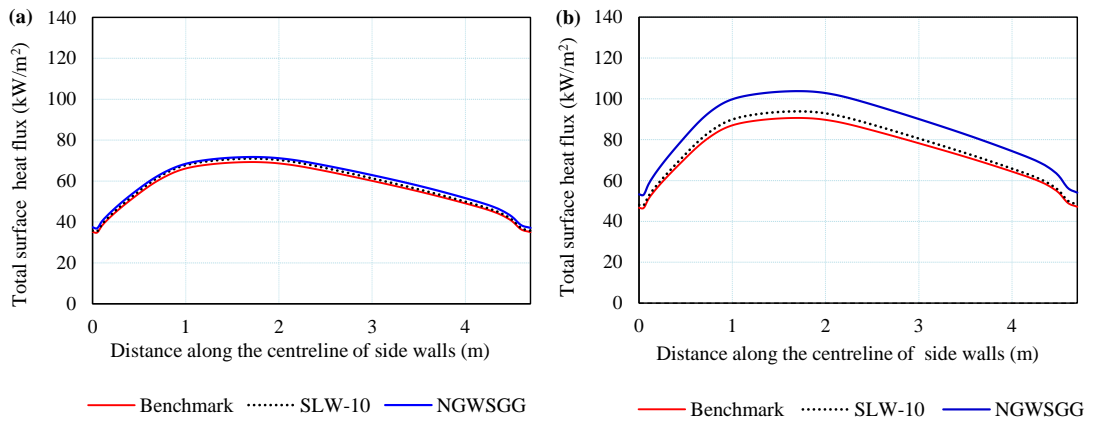 (a)
Total surface heat flux (kW/m²)
140
120
100
80
60
40
20
0
0 1 2 3 4
Distance along the centreline of side walls (m)
Benchmark SLW-10 NGWSGG
(b)
Total surface heat flux (kW/m²)
140
120
100
80
60
40
20
0
0 1 2 3 4
Distance along the centreline of side walls (m)
Benchmark SLW-10 NGWSGG